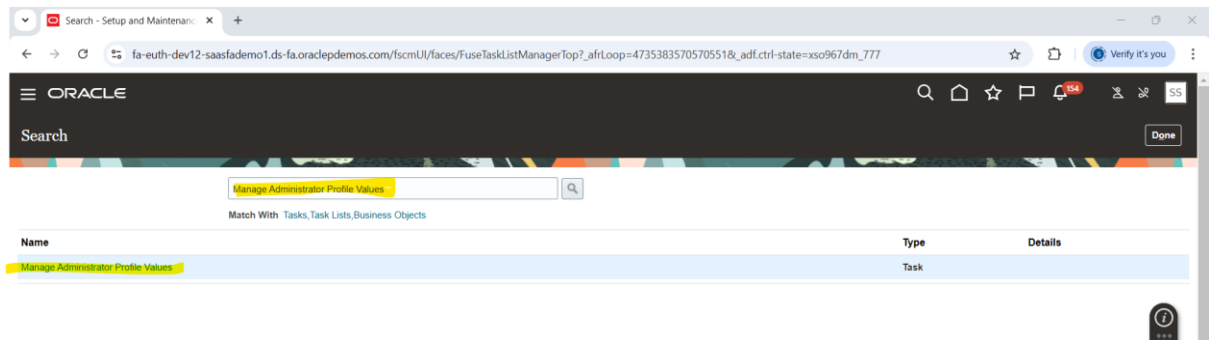 Search - Setup and Maintenanc
fa-euth-dev12-saasfademo1.ds-fa.oraclepdemos.com/fscmUI/faces/FuseTaskListManagerTop?_afrLoop=4735383570570551&_adf.ctrl-state=xso967dm_777
Verify it's you
ORACLE
154
SS
Search
Done
Manage Administrator Profile Values
Match With Tasks,Task Lists,Business Objects
Name Type Details
Manage Administrator Profile Values Task